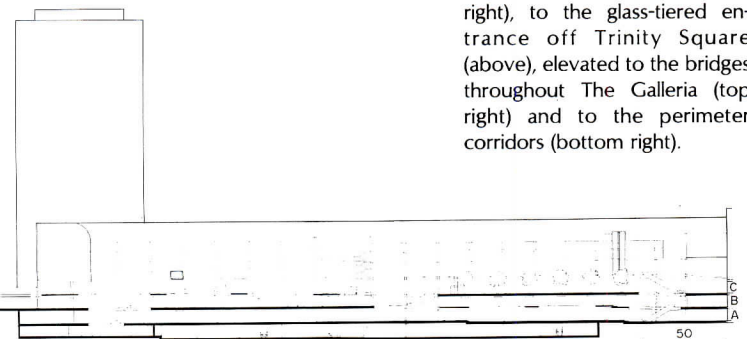 right), to the glass-tiered en-
trance off Trinity Square
(above), elevated to the bridges
throughout The Galleria (top
right) and to the perimeter
corridors (bottom right).
C
B
A
50